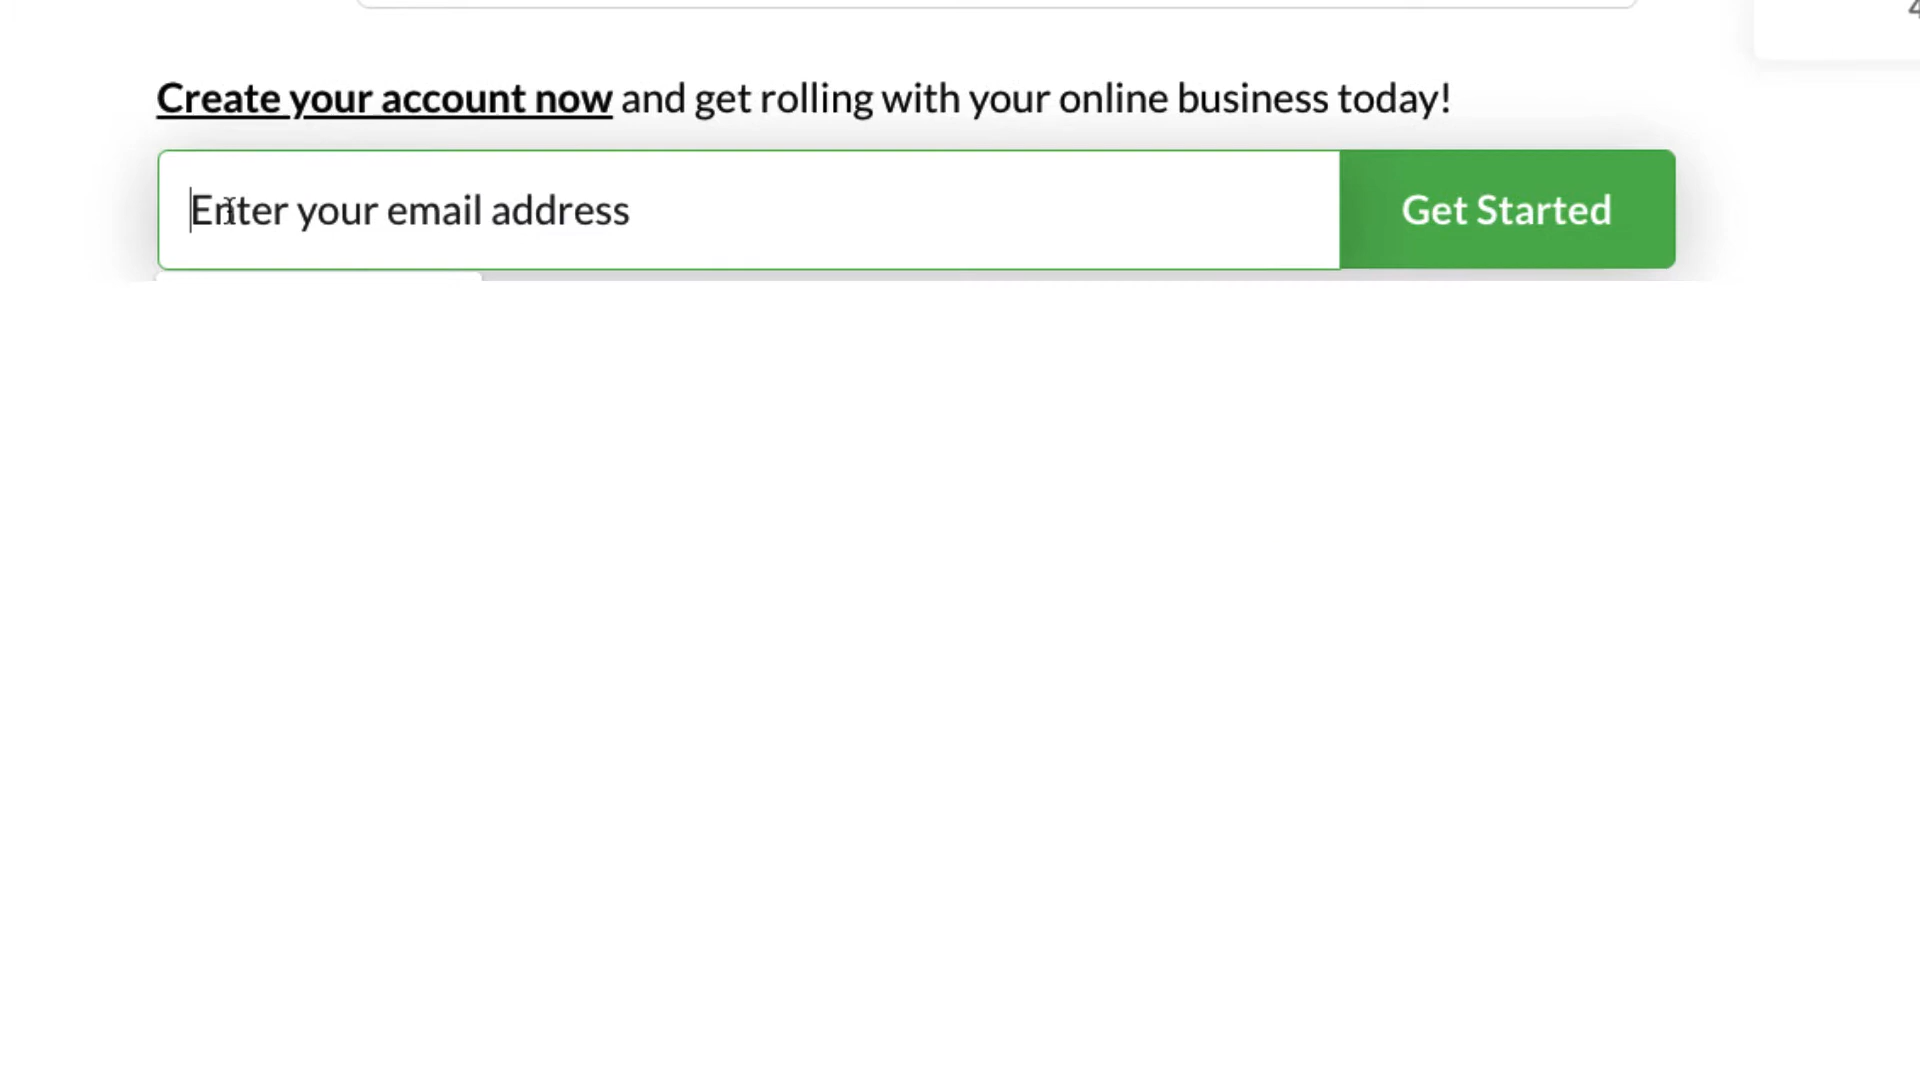 Create your account now and get rolling with your online business today!
Enter your email address
Get Started